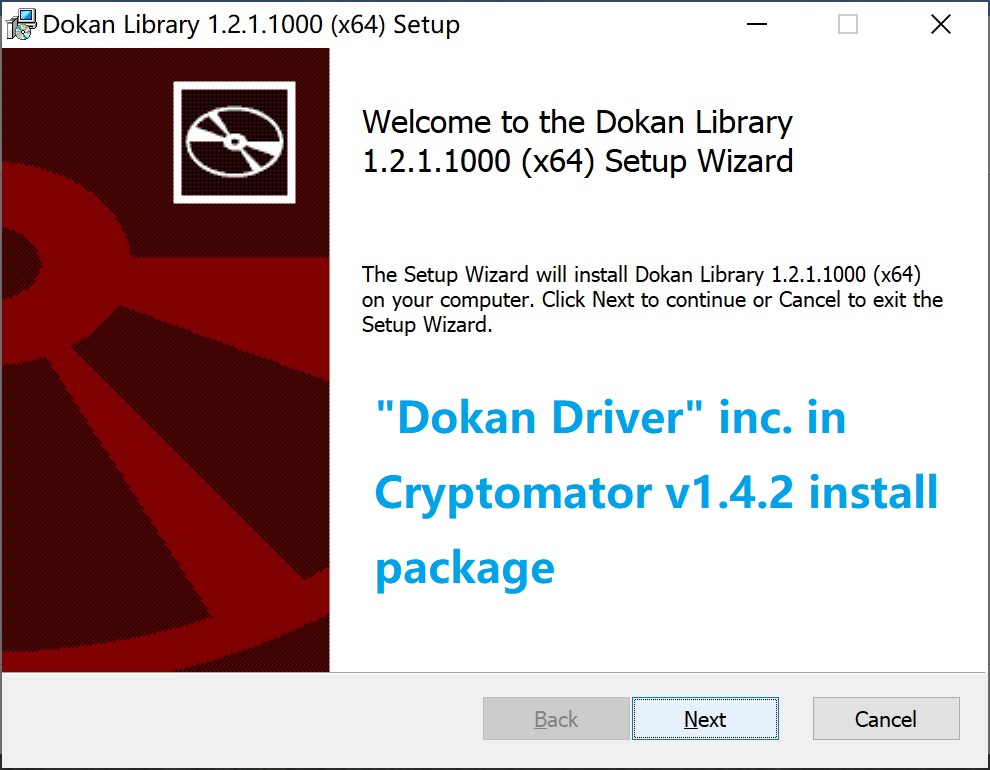 Dokan Library 1.2.1.1000 (x64) Setup
Welcome to the Dokan Library
1.2.1.1000 (x64) Setup Wizard
The Setup Wizard will install Dokan Library 1.2.1.1000 (x64)
on your computer. Click Next to continue or Cancel to exit the
Setup Wizard.
"Dokan Driver" inc. in
Cryptomator v1.4.2 install
package
Back
Next
Cancel